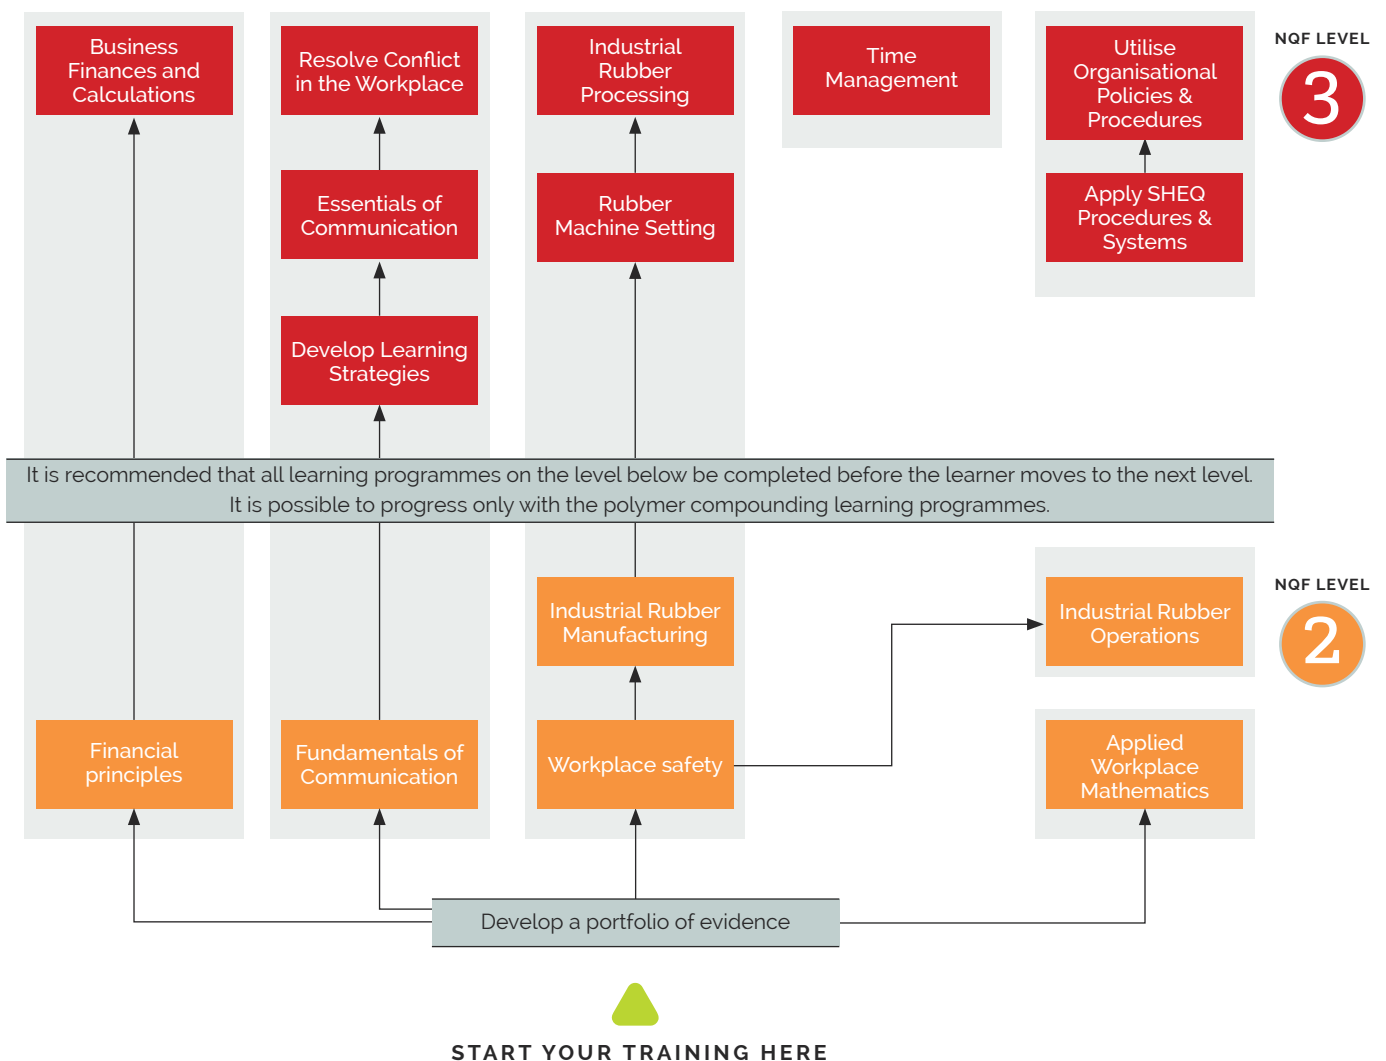 Business
Finances and
Calculations
Resolve Conflict
in the Workplace
Industrial
Rubber
Processing
Time
Management
Utilise
Organisational
Policies &
Procedures
NQF LEVEL
3
Essentials of
Communication
Rubber
Machine Setting
Apply SHEQ
Procedures &
Systems
Develop Learning
Strategies
It is recommended that all learning programmes on the level below be completed before the learner moves to the next level.
It is possible to progress only with the polymer compounding learning programmes.
Industrial Rubber
Manufacturing
Industrial Rubber
Operations
NQF LEVEL
2
Financial
principles
Fundamentals of
Communication
Workplace safety
Applied
Workplace
Mathematics
Develop a portfolio of evidence
START YOUR TRAINING HERE